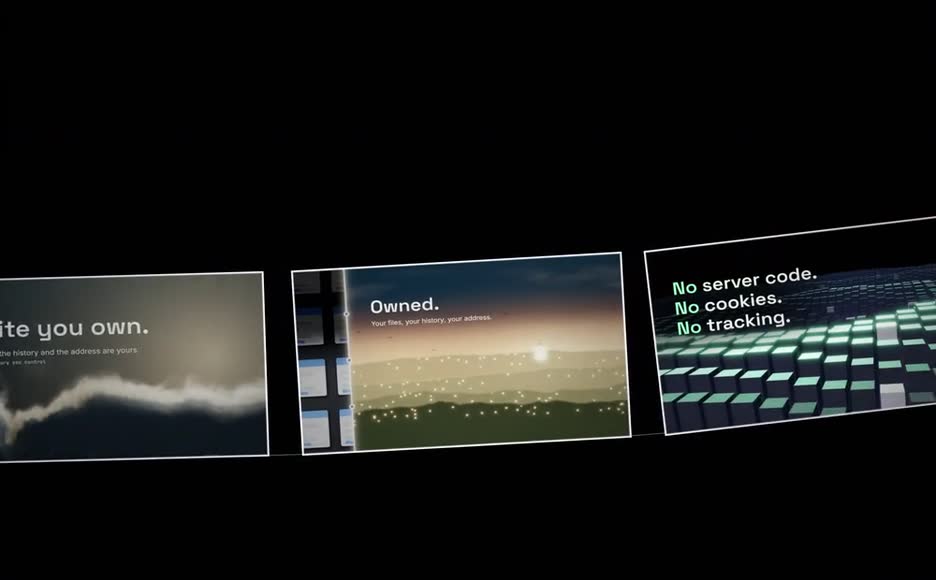 ite you own.
the history and the address are yours
Owned.
Your files, your history, your address.
No server code.
No cookies.
No tracking.